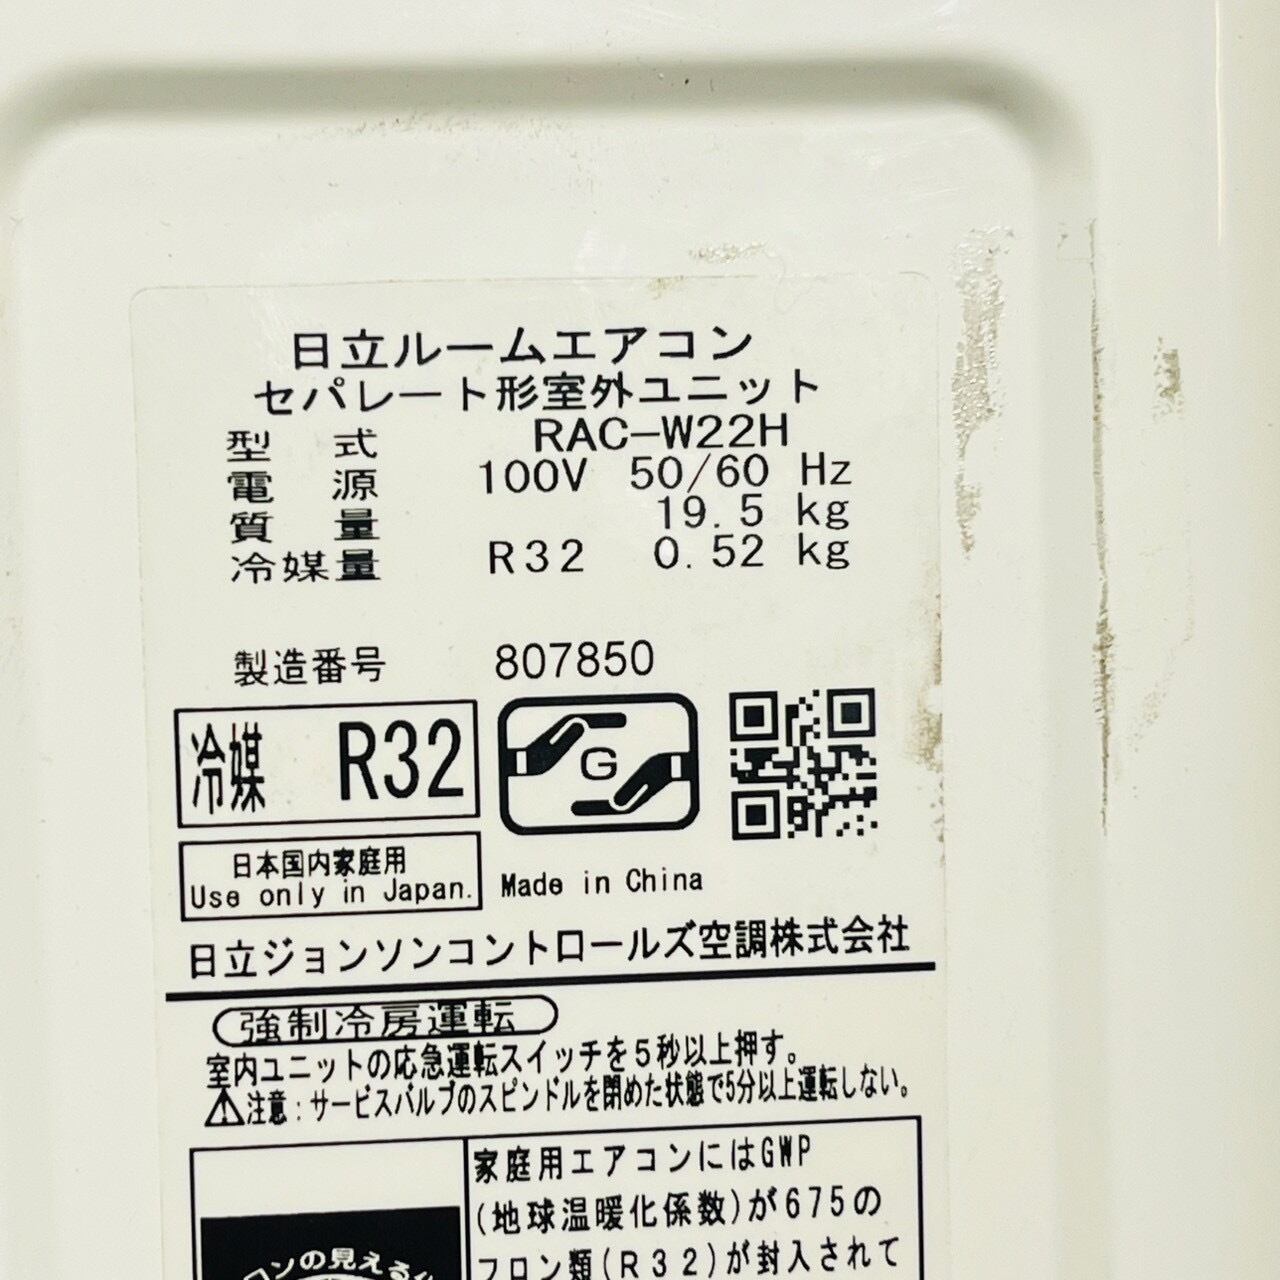 日立ルームエアコン
セパレート形室外ユニット
型式 RAC-W22H
電源 100V 50/60 Hz
質量 19.5 kg
冷媒量 R32 0.52 kg
製造番号 807850
冷媒 R32
G
日本国内家庭用
Use only in Japan.
Made in China
日立ジョンソンコントロールズ空調株式会社
強制冷房運転
室内ユニットの応急運転スイッチを5秒以上押す。
注意：サービスバルブのスピンドルを閉めた状態で5分以上運転しない。
家庭用エアコンにはGWP
(地球温暖化係数)が675の
フロン類(R32)が封入されて
ロンの見える